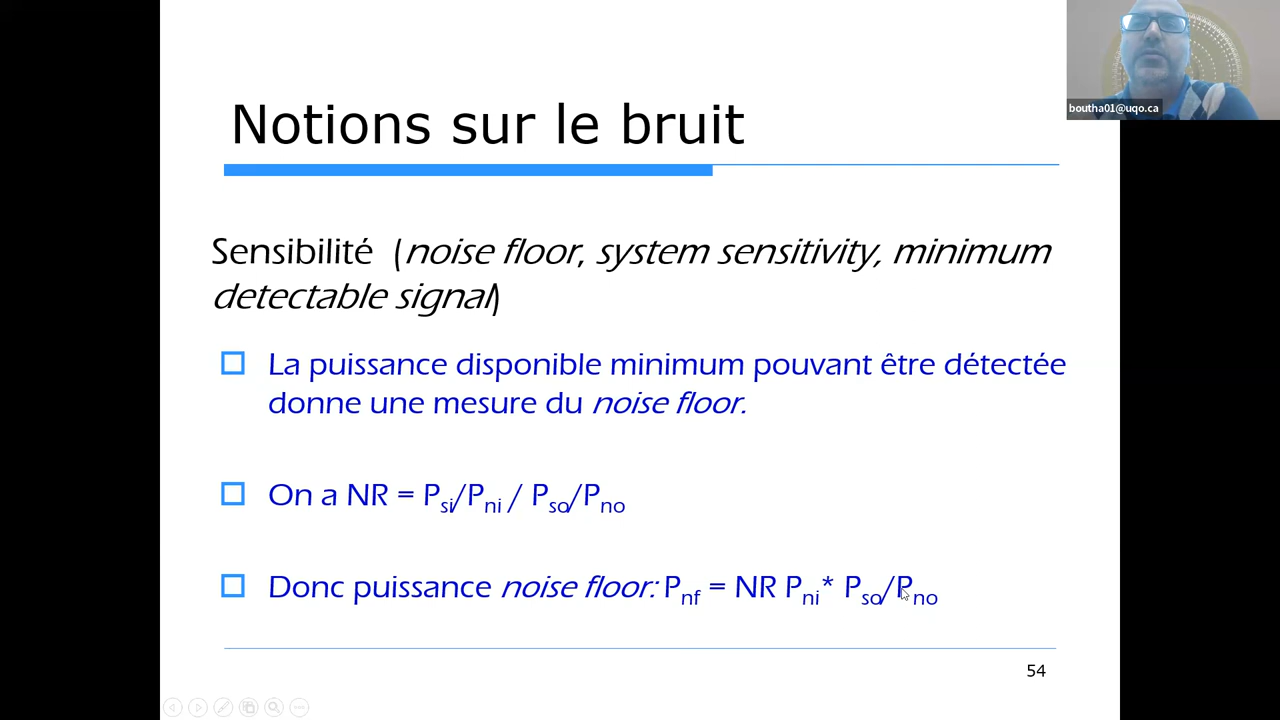 boutha01@uqo.ca
Notions sur le bruit
Sensibilité (noise floor, system sensitivity, minimum
detectable signal)
La puissance disponible minimum pouvant être détectée
donne une mesure du noise floor.
On a NR = Psi/Pni / Pso/Pno
Donc puissance noise floor: Pnf = NR Pni* Pso/Pno
54